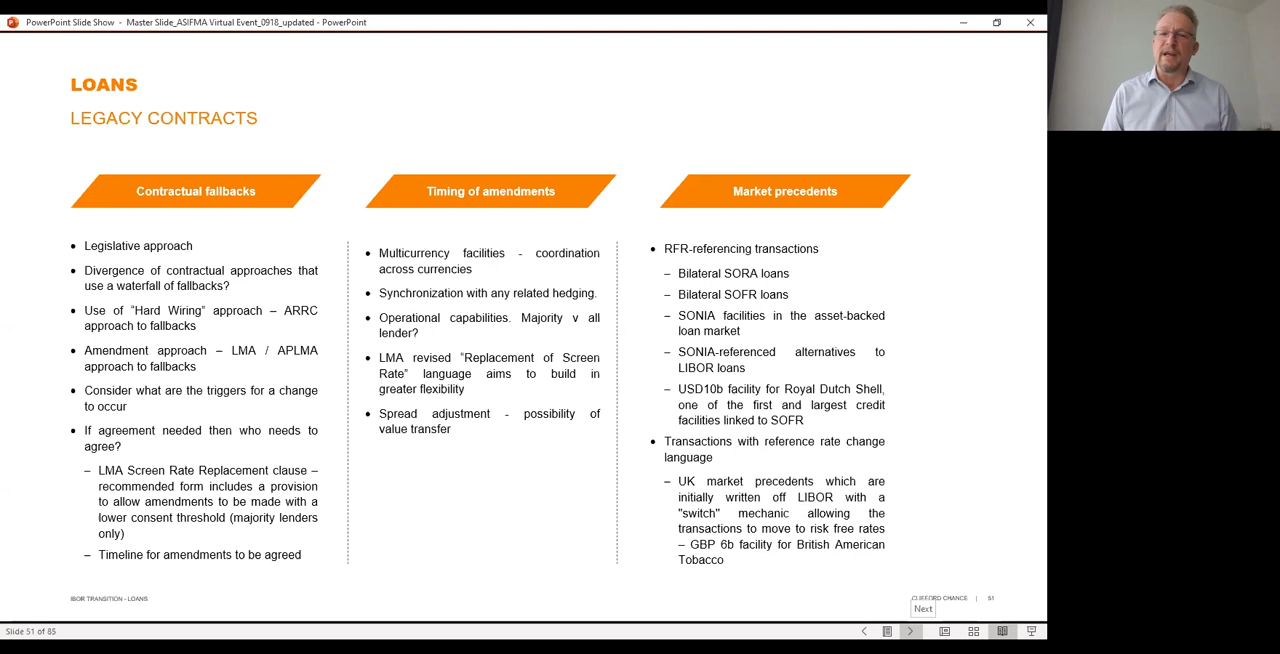 PowerPoint Slide Show - Master Slide_ASIFMA Virtual Event_0918_updated - PowerPoint
LOANS
LEGACY CONTRACTS
Contractual fallbacks
• Legislative approach
• Divergence of contractual approaches that
use a waterfall of fallbacks?
• Use of “Hard Wiring” approach – ARRC
approach to fallbacks
• Amendment approach – LMA / APLMA
approach to fallbacks
• Consider what are the triggers for a change
to occur
• If agreement needed then who needs to
agree?
– LMA Screen Rate Replacement clause –
recommended form includes a provision
to allow amendments to be made with a
lower consent threshold (majority lenders
only)
– Timeline for amendments to be agreed
Timing of amendments
• Multicurrency facilities - coordination
across currencies
• Synchronization with any related hedging.
• Operational capabilities. Majority v all
lender?
• LMA revised “Replacement of Screen
Rate” language aims to build in
greater flexibility
• Spread adjustment - possibility of
value transfer
Market precedents
• RFR-referencing transactions
– Bilateral SORA loans
– Bilateral SOFR loans
– SONIA facilities in the asset-backed
loan market
– SONIA-referenced alternatives to
LIBOR loans
– USD10b facility for Royal Dutch Shell,
one of the first and largest credit
facilities linked to SOFR
• Transactions with reference rate change
language
– UK market precedents which are
initially written off LIBOR with a
"switch" mechanic allowing the
transactions to move to risk free rates
– GBP 6b facility for British American
Tobacco
IBOR TRANSITION - LOANS
CLIFFORD CHANCE | 51
Next
Slide 51 of 85